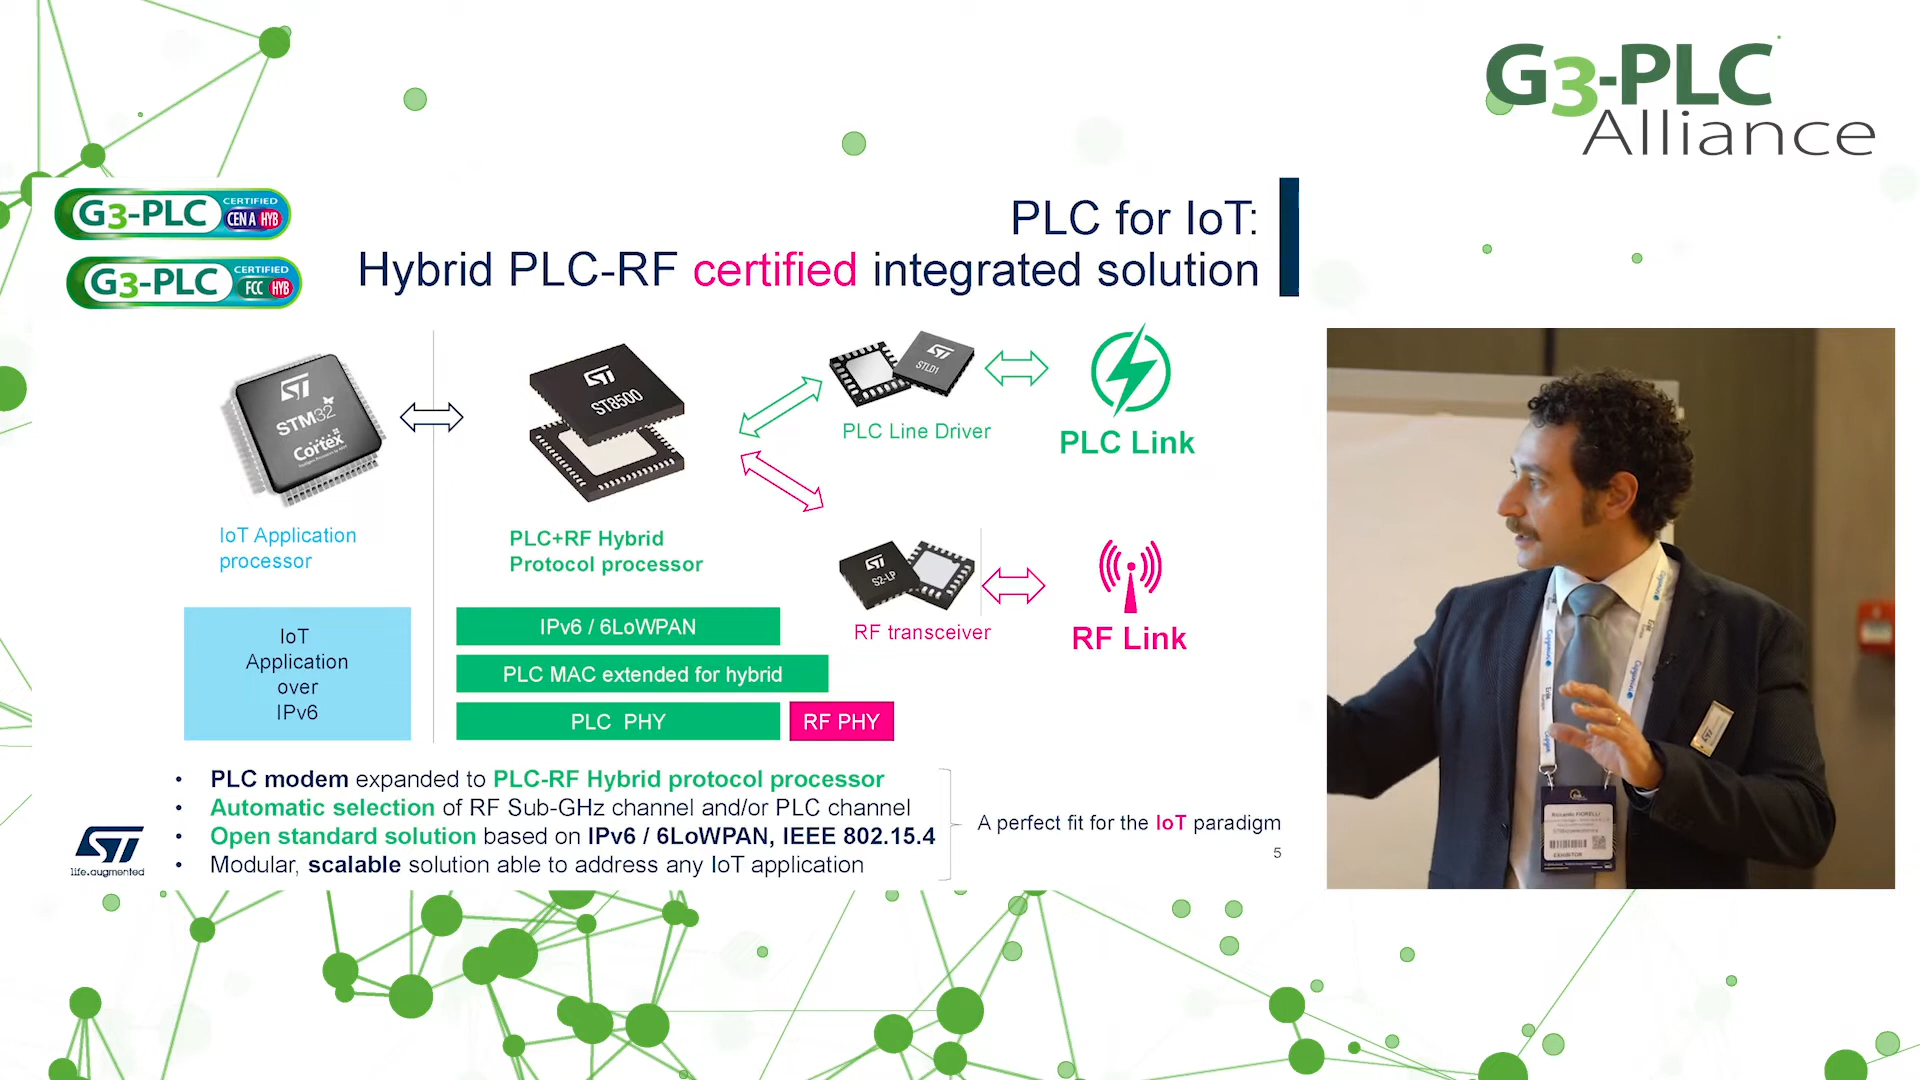 G3-PLC
Alliance
G3-PLC
CERTIFIED
CEN A HYB
G3-PLC
CERTIFIED
FCC HYB
PLC for IoT:
Hybrid PLC-RF certified integrated solution
STM32
Cortex
ST8500
STLD1
PLC Line Driver
PLC Link
IoT Application
processor
PLC+RF Hybrid
Protocol processor
S2-LP
RF transceiver
RF Link
IoT
Application
over
IPv6
IPv6 / 6LoWPAN
PLC MAC extended for hybrid
PLC PHY
RF PHY
• PLC modem expanded to PLC-RF Hybrid protocol processor
• Automatic selection of RF Sub-GHz channel and/or PLC channel
• Open standard solution based on IPv6 / 6LoWPAN, IEEE 802.15.4
• Modular, scalable solution able to address any IoT application
A perfect fit for the IoT paradigm
5
ST
life.augmented
Riccardo FIORELLI
EXHIBITOR